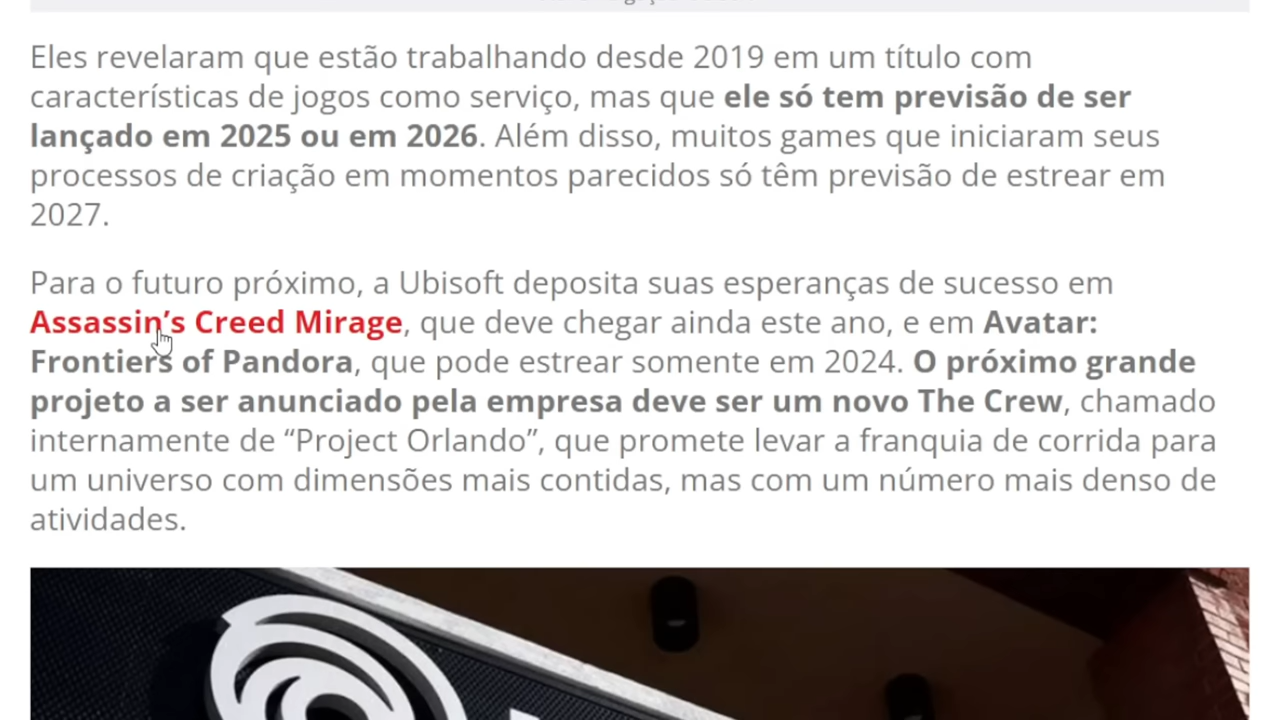 Eles revelaram que estão trabalhando desde 2019 em um título com
características de jogos como serviço, mas que ele só tem previsão de ser
lançado em 2025 ou em 2026. Além disso, muitos games que iniciaram seus
processos de criação em momentos parecidos só têm previsão de estrear em
2027.
Para o futuro próximo, a Ubisoft deposita suas esperanças de sucesso em
Assassin’s Creed Mirage, que deve chegar ainda este ano, e em Avatar:
Frontiers of Pandora, que pode estrear somente em 2024. O próximo grande
projeto a ser anunciado pela empresa deve ser um novo The Crew, chamado
internamente de “Project Orlando”, que promete levar a franquia de corrida para
um universo com dimensões mais contidas, mas com um número mais denso de
atividades.